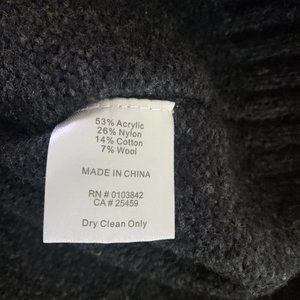 53% Acrylic
26% Nylon
14% Cotton
7% Wool
MADE IN CHINA
RN # 0103842
CA # 25459
Dry Clean Only